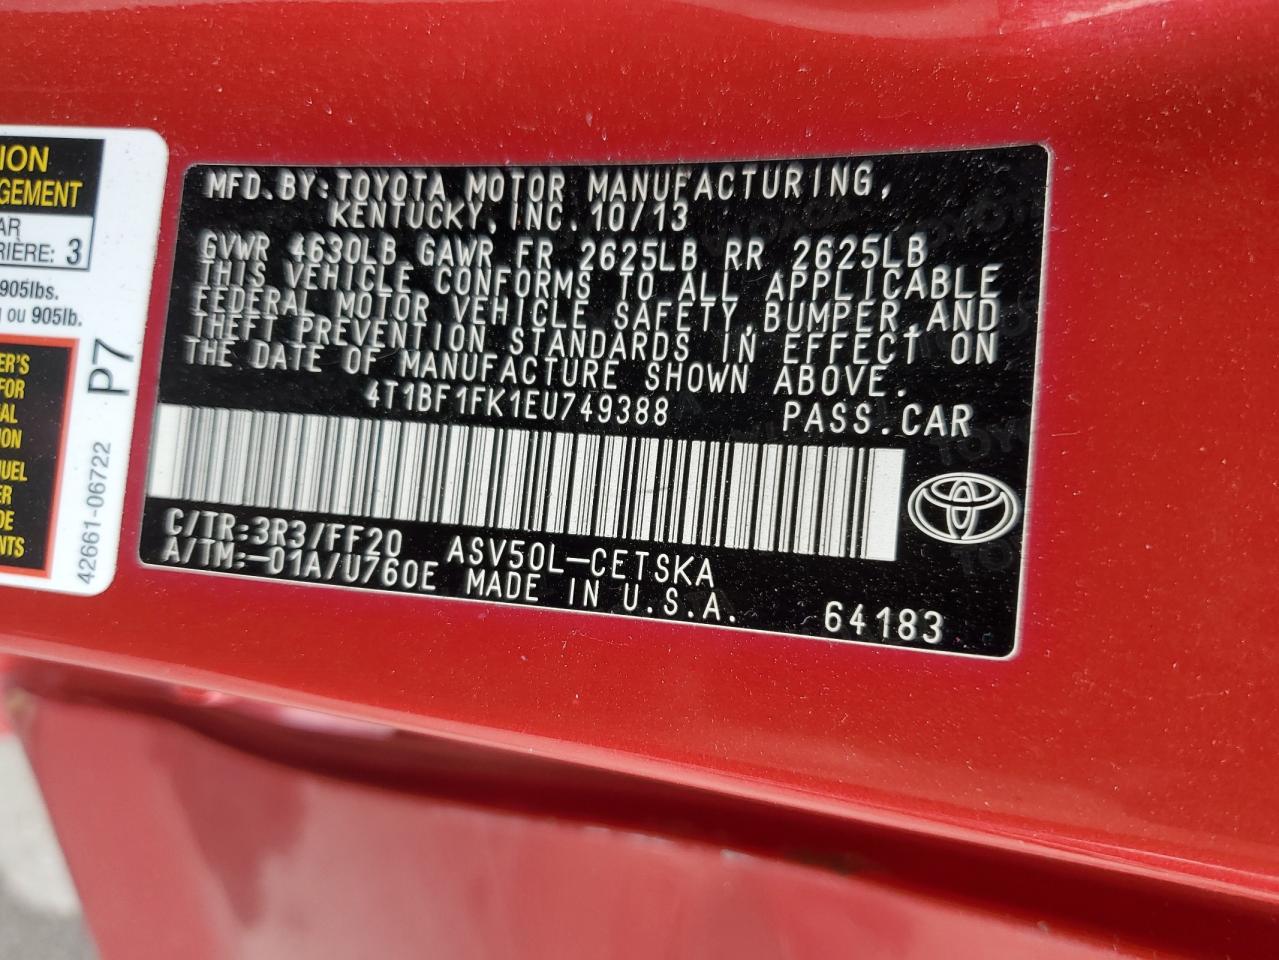 ION
GEMENT
AR
RIÈRE: 3
905lbs.
g ou 905lb.
P7
ER'S
FOR
AL
ION
NUEL
ER
DE
NTS
42661-06722
MFD.BY:TOYOTA MOTOR MANUFACTURING,
KENTUCKY,INC.10/13
GVWR 4630LB GAWR FR 2625LB RR 2625LB
THIS VEHICLE CONFORMS TO ALL APPLICABLE
FEDERAL MOTOR VEHICLE SAFETY,BUMPER,AND
THEFT PREVENTION STANDARDS IN EFFECT ON
THE DATE OF MANUFACTURE SHOWN ABOVE.
4T1BF1FK1EU749388 PASS.CAR
C/TR:3R3/FF20 ASV50L-CETSKA
A/TM:-01A/U760E MADE IN U.S.A.
64183